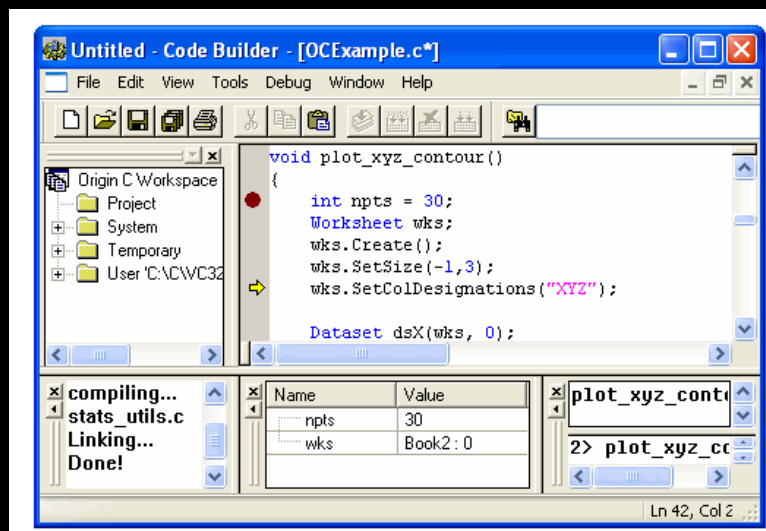 Untitled - Code Builder - [OCExample.c*]
File Edit View Tools Debug Window Help
Origin C Workspace
Project
System
Temporary
User 'C:\C\VC32
void plot_xyz_contour()
{
int npts = 30;
Worksheet wks;
wks.Create();
wks.SetSize(-1,3);
wks.SetColDesignations("XYZ");
Dataset dsX(wks, 0);
compiling...
stats_utils.c
Linking...
Done!
Name Value
npts 30
wks Book2 : 0
plot_xyz_cont
2> plot_xyz_cc
Ln 42, Col 2